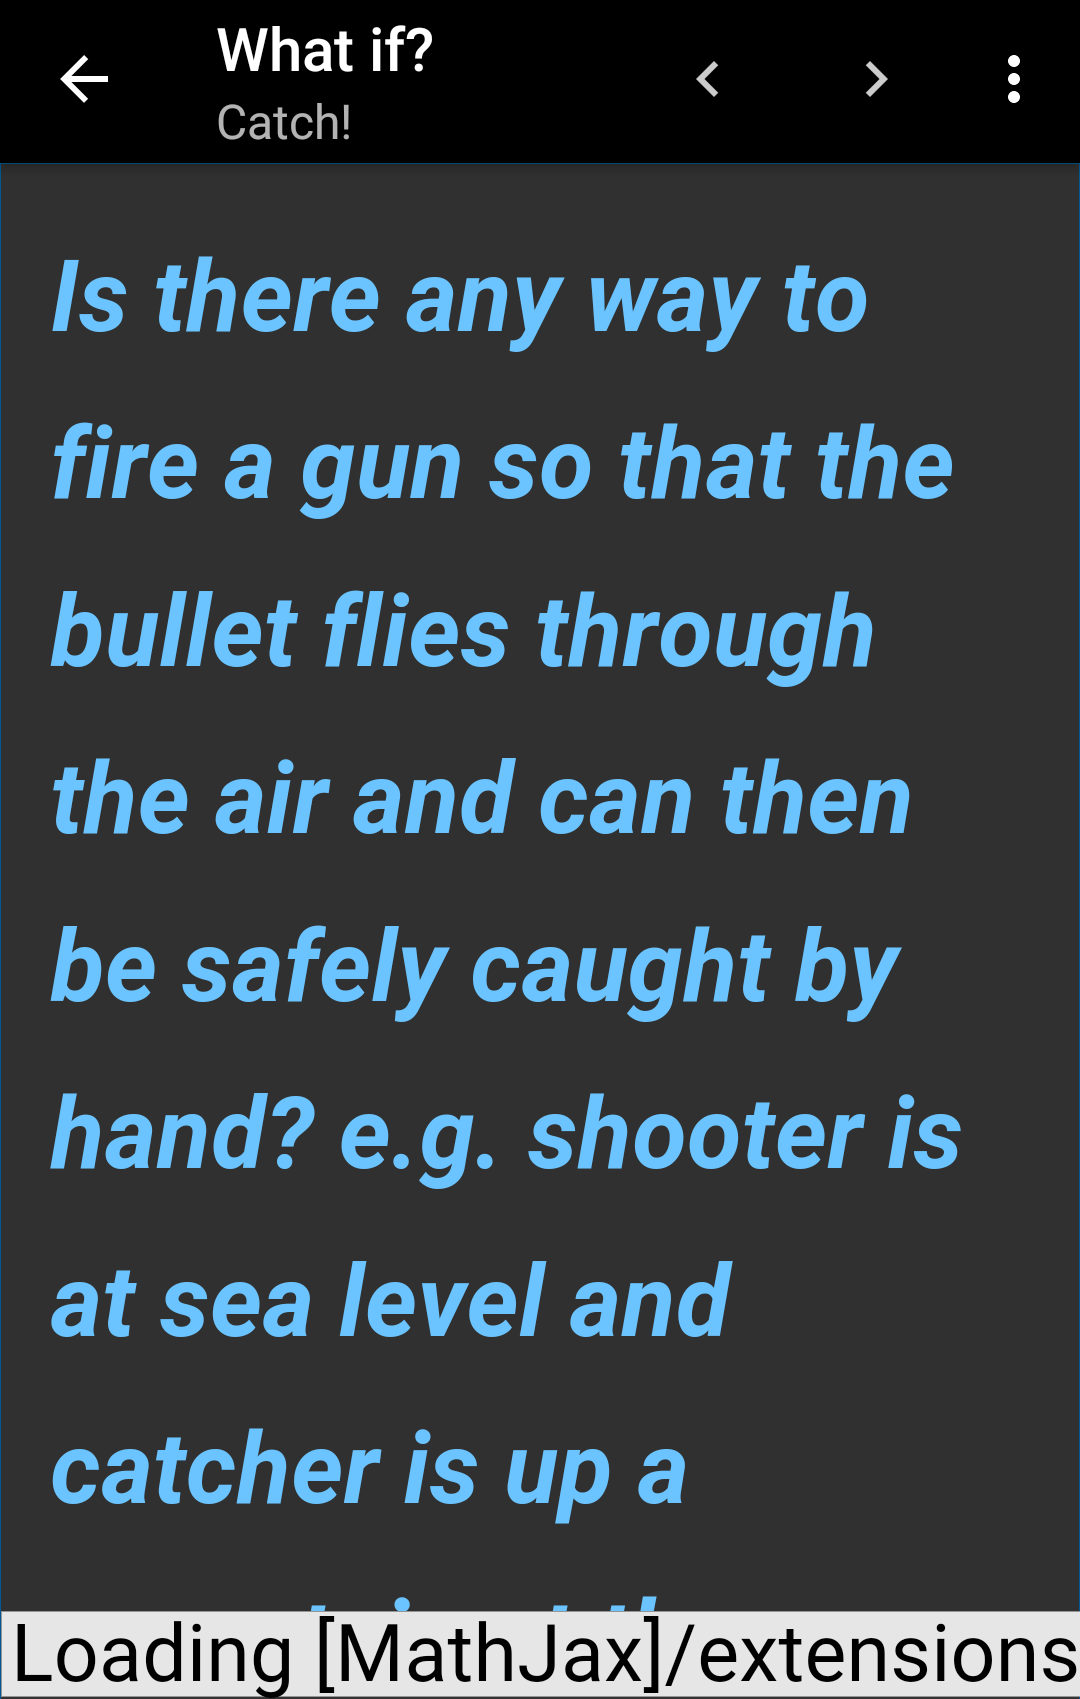 What if?
Catch!
Is there any way to
fire a gun so that the
bullet flies through
the air and can then
be safely caught by
hand? e.g. shooter is
at sea level and
catcher is up a
Loading [MathJax]/extensions